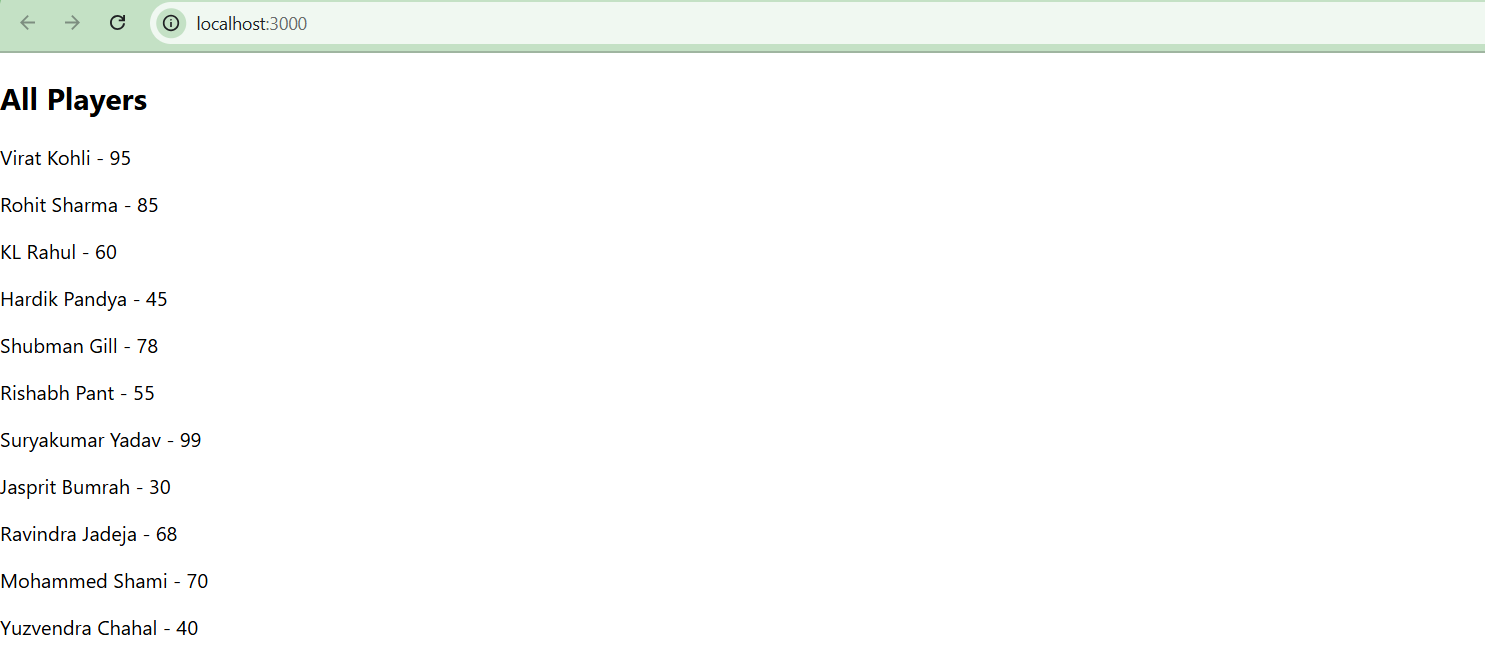 localhost:3000
All Players
Virat Kohli - 95
Rohit Sharma - 85
KL Rahul - 60
Hardik Pandya - 45
Shubman Gill - 78
Rishabh Pant - 55
Suryakumar Yadav - 99
Jasprit Bumrah - 30
Ravindra Jadeja - 68
Mohammed Shami - 70
Yuzvendra Chahal - 40